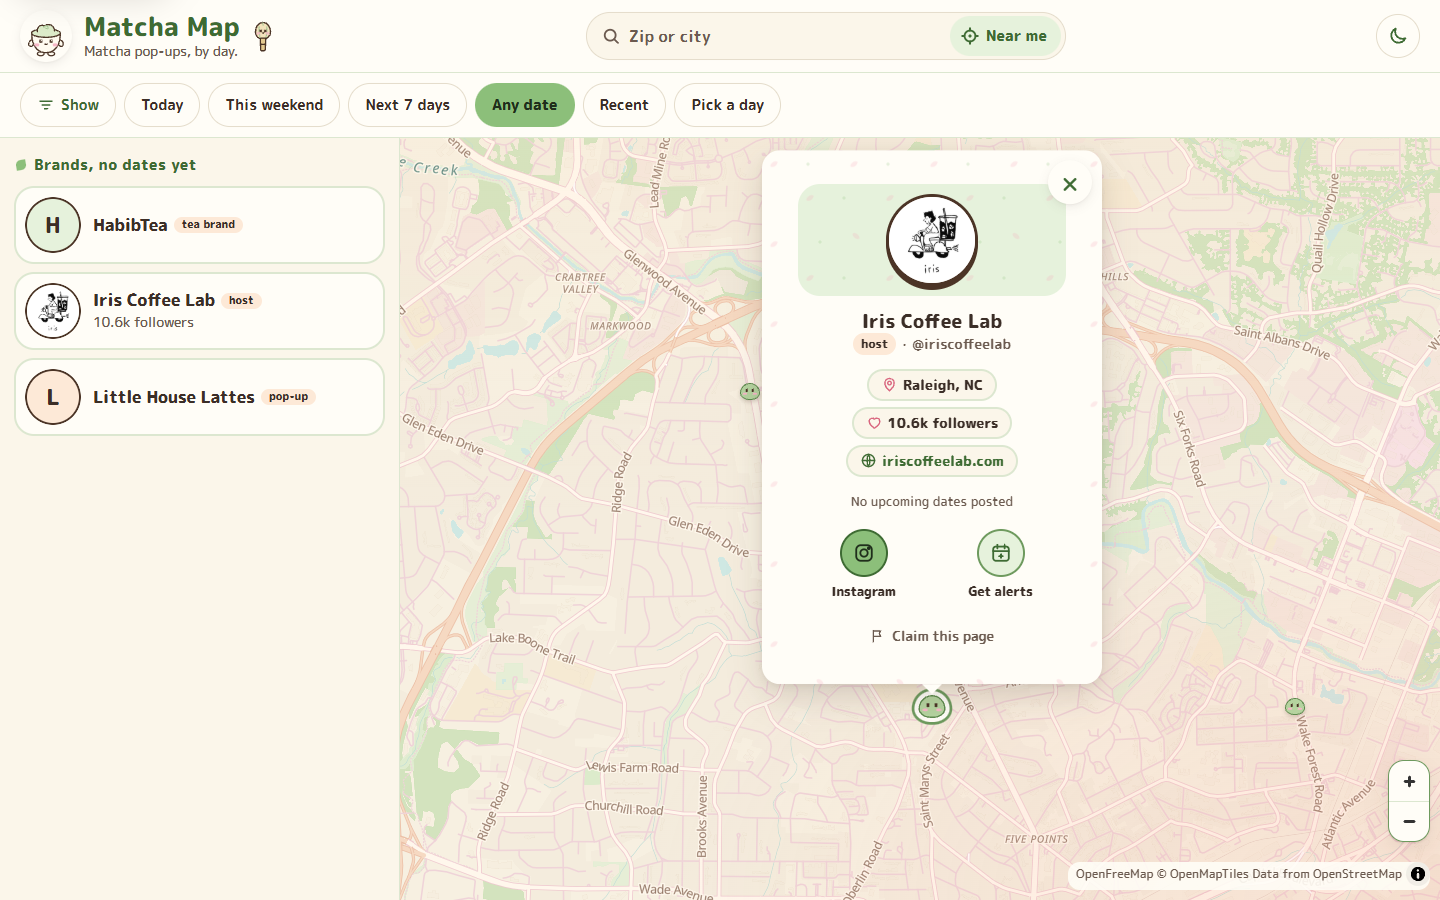 Matcha Map
Matcha pop-ups, by day.
Zip or city
Near me
Show
Today
This weekend
Next 7 days
Any date
Recent
Pick a day
Brands, no dates yet
H
HabibTea
tea brand
iris
Iris Coffee Lab
host
10.6k followers
L
Little House Lattes
pop-up
iris
Iris Coffee Lab
host · @iriscoffeelab
Raleigh, NC
10.6k followers
iriscoffeelab.com
No upcoming dates posted
Instagram
Get alerts
Claim this page
Creek
Lead Mine
Glenwood Avenue
CRABTREE
VALLEY
MARKWOOD
HILLS
Quail Hollow Drive
Saint Albans Drive
Six Forks Road
Glen Eden Drive
Ridge Road
Glen Eden Drive
Lake Boone Trail
Lewis Farm Road
Churchill Road
Ridge Road
Brooks Avenue
Wade Avenue
Oberlin Road
Saint Marys Street
FIVE POINTS
Wake Forest Road
Atlantic Avenue
+
−
OpenFreeMap © OpenMapTiles Data from OpenStreetMap